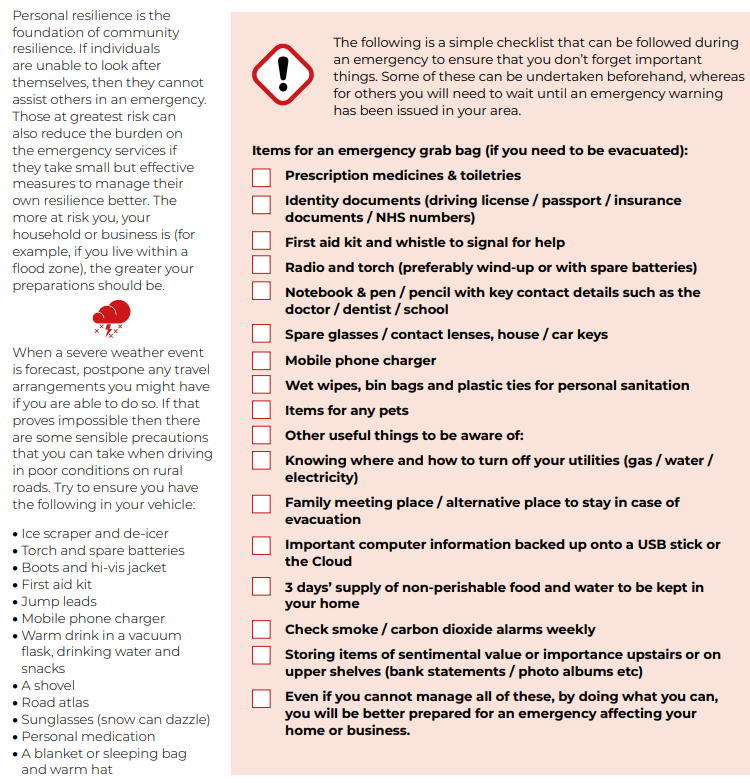 Personal resilience is the
foundation of community
resilience. If individuals
are unable to look after
themselves, then they cannot
assist others in an emergency.
Those at greatest risk can
also reduce the burden on
the emergency services if
they take small but effective
measures to manage their
own resilience better. The
more at risk you, your
household or business is (for
example, if you live within a
flood zone), the greater your
preparations should be.
When a severe weather event
is forecast, postpone any travel
arrangements you might have
if you are able to do so. If that
proves impossible then there
are some sensible precautions
that you can take when driving
in poor conditions on rural
roads. Try to ensure you have
the following in your vehicle:
• Ice scraper and de-icer
• Torch and spare batteries
• Boots and hi-vis jacket
• First aid kit
• Jump leads
• Mobile phone charger
• Warm drink in a vacuum
flask, drinking water and
snacks
• A shovel
• Road atlas
• Sunglasses (snow can dazzle)
• Personal medication
• A blanket or sleeping bag
and warm hat
The following is a simple checklist that can be followed during
an emergency to ensure that you don't forget important
things. Some of these can be undertaken beforehand, whereas
for others you will need to wait until an emergency warning
has been issued in your area.
Items for an emergency grab bag (if you need to be evacuated):
Prescription medicines & toiletries
Identity documents (driving license / passport / insurance
documents / NHS numbers)
First aid kit and whistle to signal for help
Radio and torch (preferably wind-up or with spare batteries)
Notebook & pen / pencil with key contact details such as the
doctor / dentist / school
Spare glasses / contact lenses, house / car keys
Mobile phone charger
Wet wipes, bin bags and plastic ties for personal sanitation
Items for any pets
Other useful things to be aware of:
Knowing where and how to turn off your utilities (gas / water /
electricity)
Family meeting place / alternative place to stay in case of
evacuation
Important computer information backed up onto a USB stick or
the Cloud
3 days' supply of non-perishable food and water to be kept in
your home
Check smoke / carbon dioxide alarms weekly
Storing items of sentimental value or importance upstairs or on
upper shelves (bank statements / photo albums etc)
Even if you cannot manage all of these, by doing what you can,
you will be better prepared for an emergency affecting your
home or business.